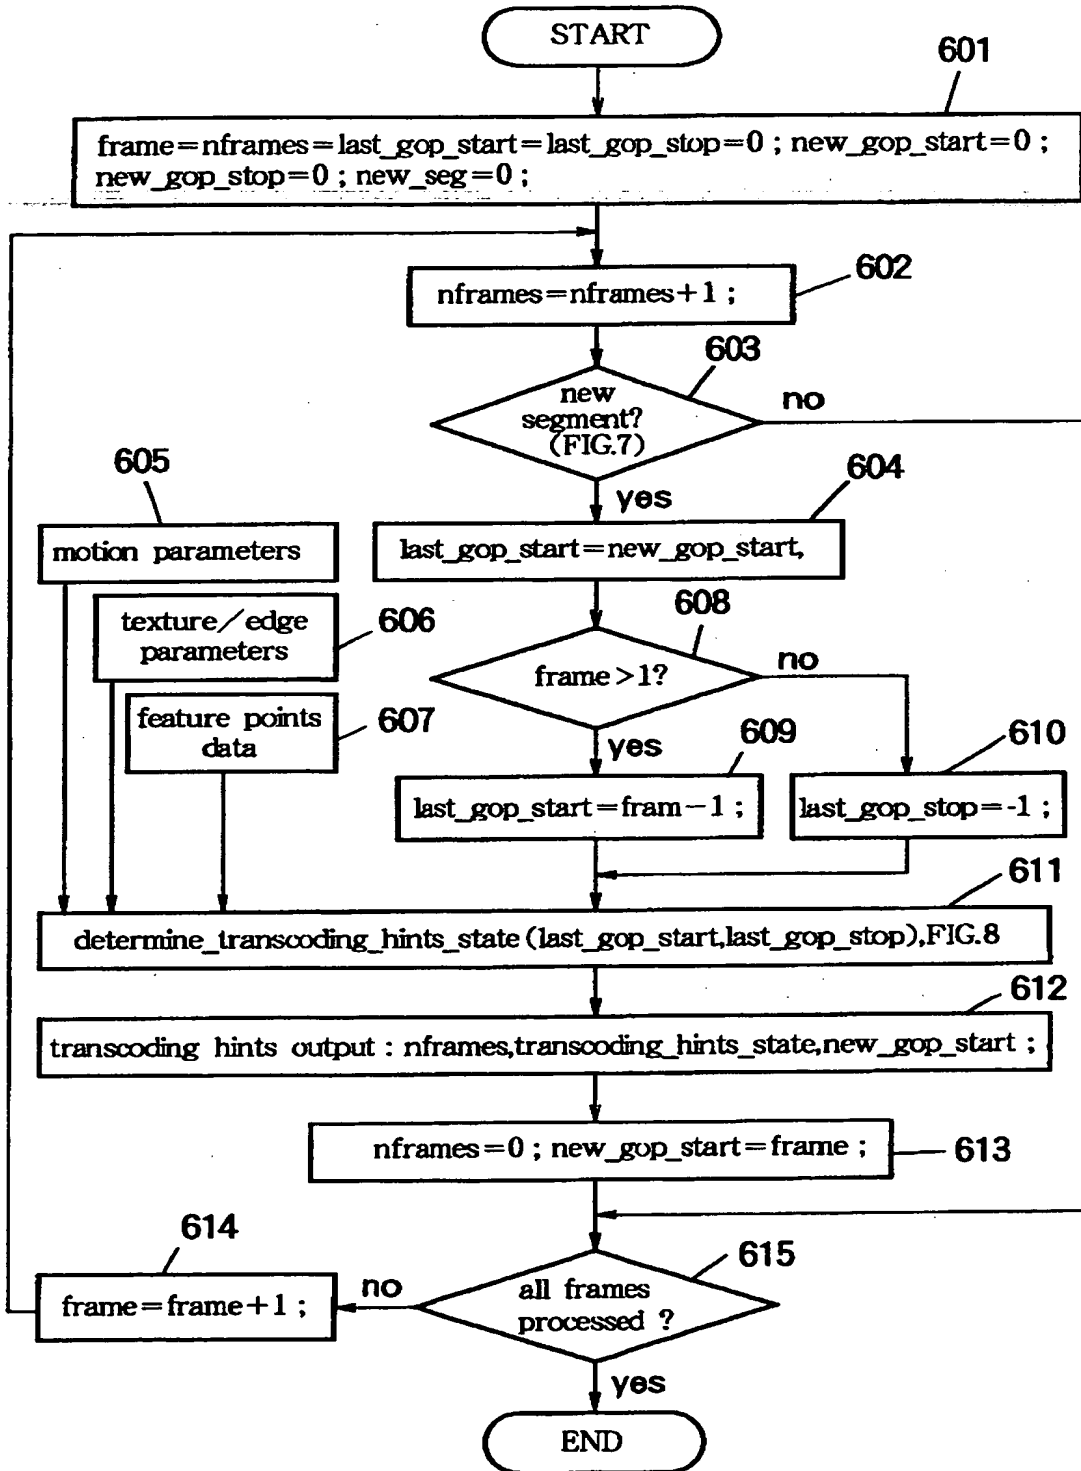 START
601
frame=nframes=last_gop_start=last_gop_stop=0 ; new_gop_start=0 ;
new_gop_stop=0 ; new_seg=0 ;
602
nframes=nframes+1 ;
603
new
segment?
(FIG.7)
no
yes
604
last_gop_start=new_gop_start,
605
motion parameters
texture/edge
parameters
606
feature points
data
607
608
frame>1?
no
yes
609
last_gop_start=fram-1 ;
610
last_gop_stop=-1 ;
611
determine_transcoding_hints_state(last_gop_start,last_gop_stop),FIG.8
612
transcoding hints output : nframes,transcoding_hints_state,new_gop_start ;
nframes=0 ; new_gop_start=frame ;
613
614
frame=frame+1 ;
no
615
all frames
processed ?
yes
END